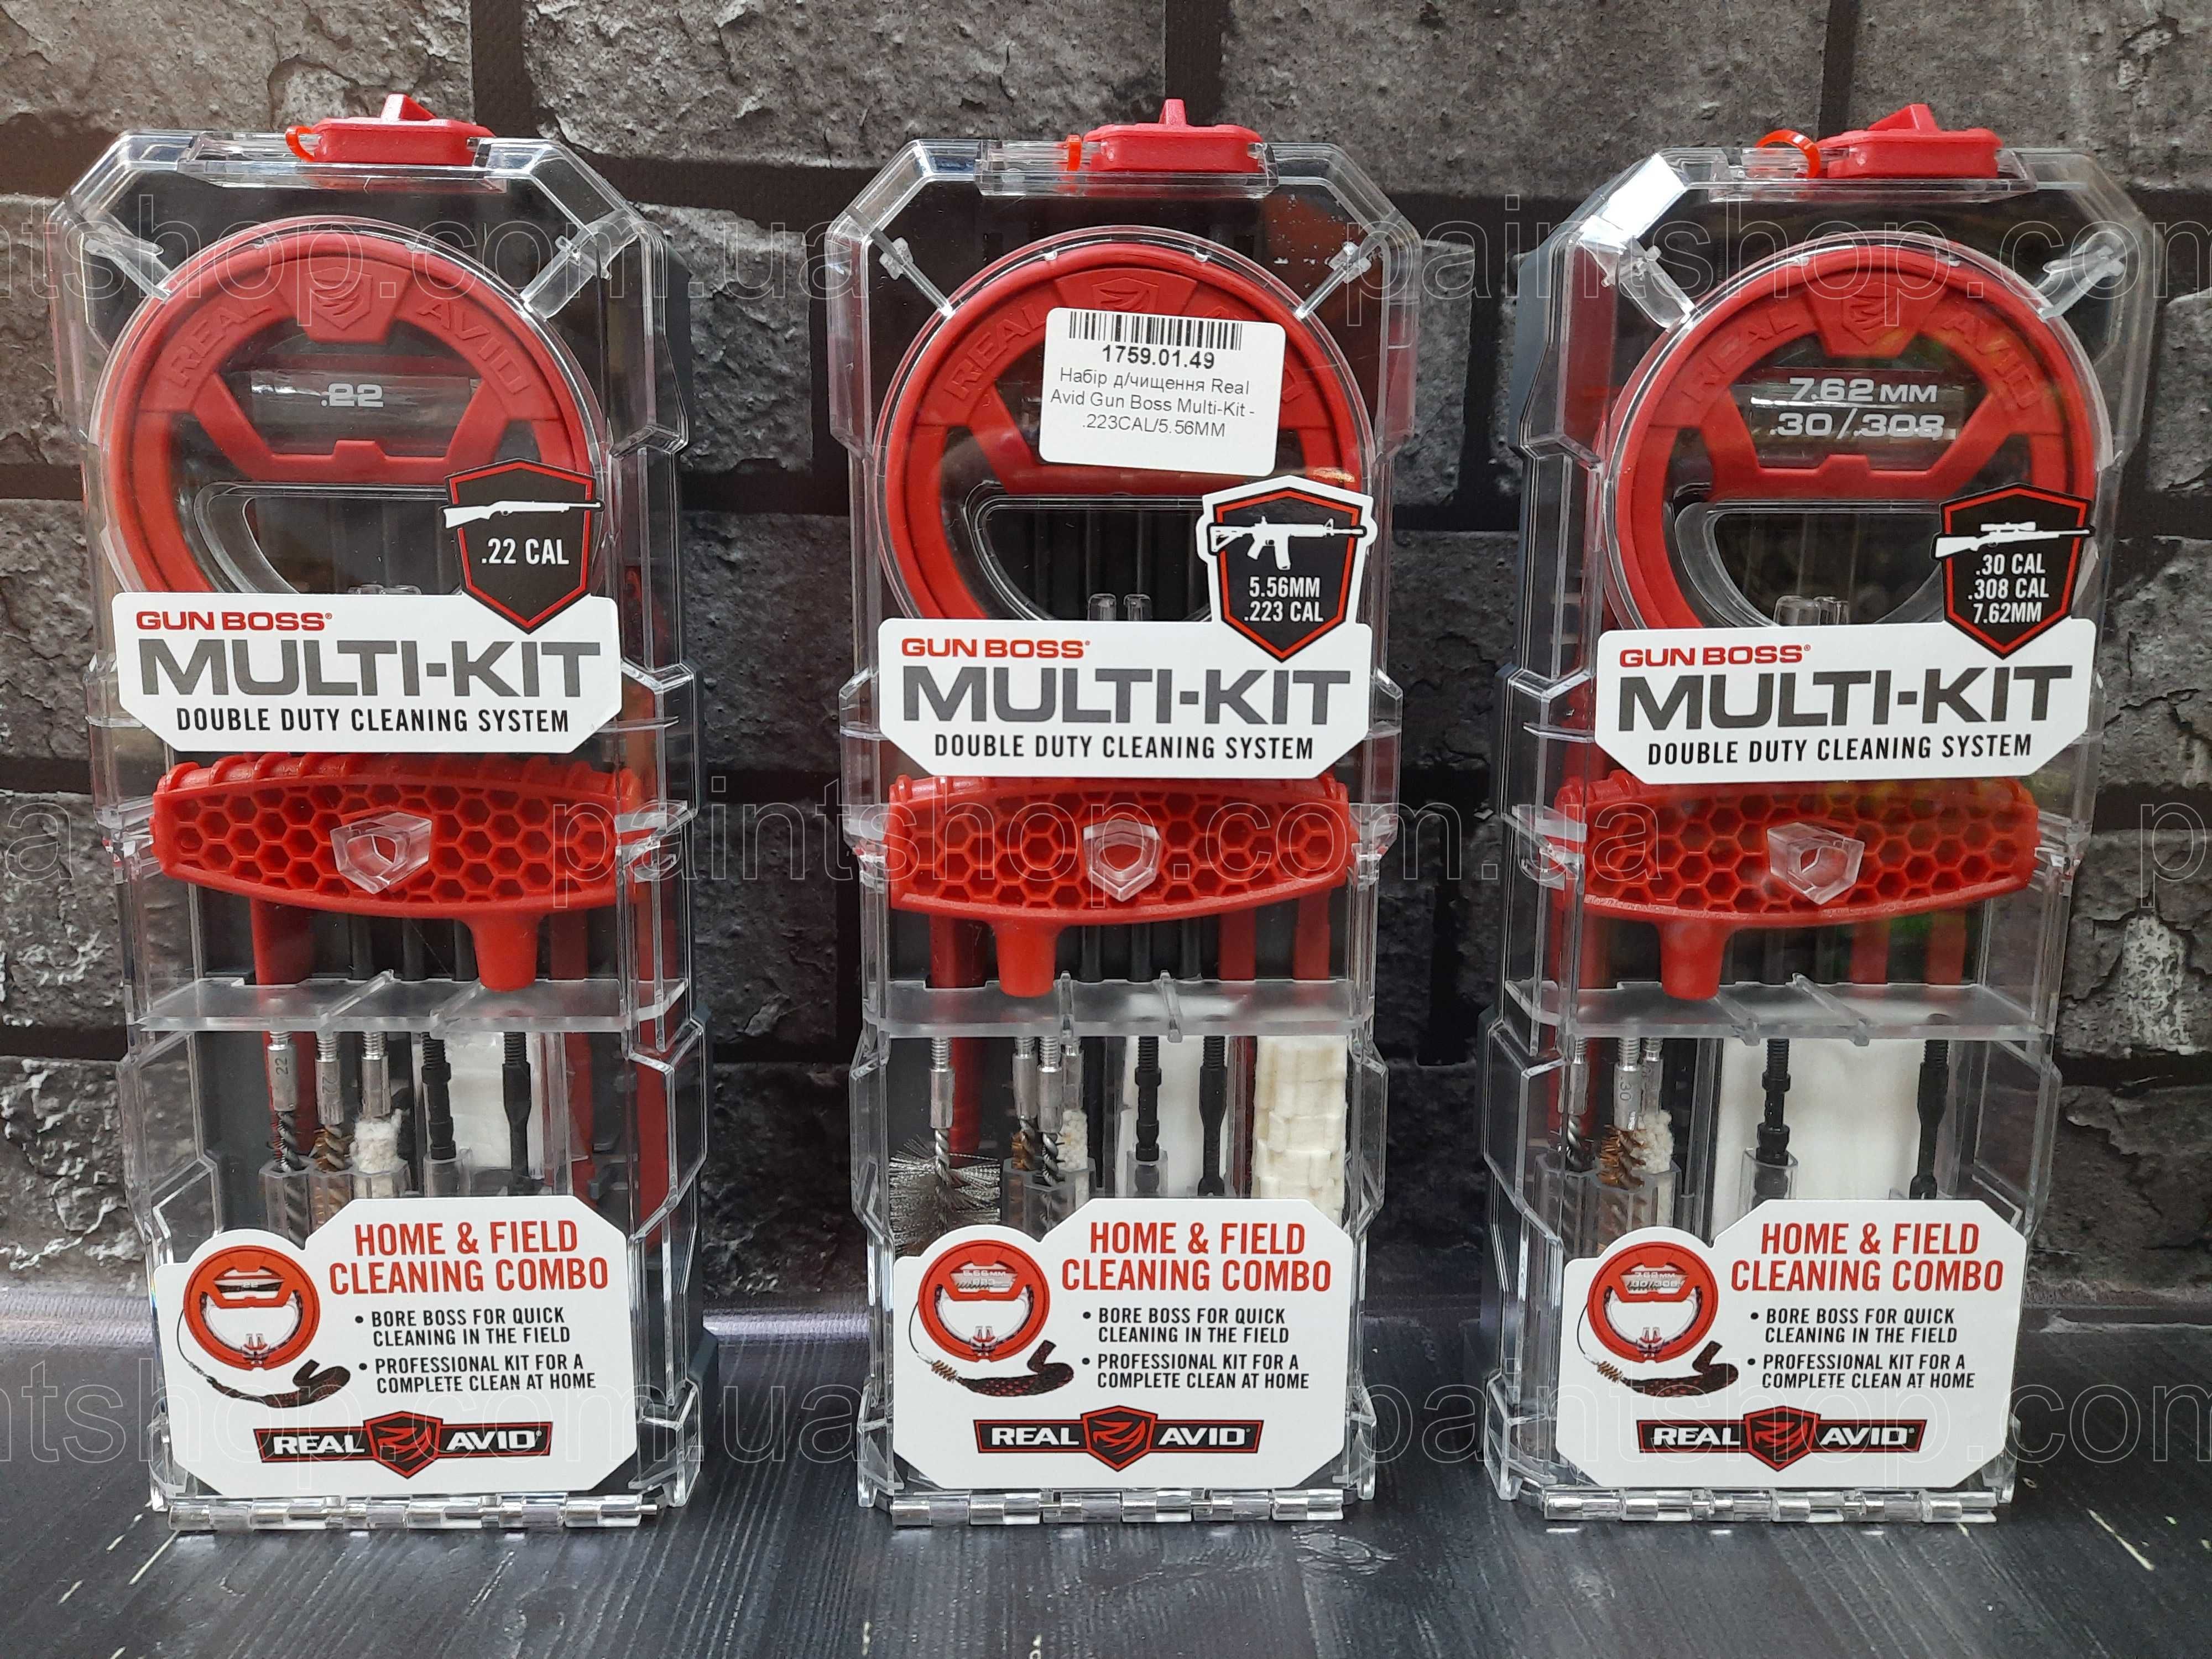 REAL AVID
.22
.22 CAL
GUN BOSS®
MULTI-KIT
DOUBLE DUTY CLEANING SYSTEM
22
22
HOME & FIELD
CLEANING COMBO
• BORE BOSS FOR QUICK
CLEANING IN THE FIELD
• PROFESSIONAL KIT FOR A
COMPLETE CLEAN AT HOME
REAL AVID®
REAL
1759.01.49
Набір д/чищення Real
Avid Gun Boss Multi-Kit -
.223CAL/5.56MM
5.56MM
.223 CAL
GUN BOSS®
MULTI-KIT
DOUBLE DUTY CLEANING SYSTEM
HOME & FIELD
CLEANING COMBO
• BORE BOSS FOR QUICK
CLEANING IN THE FIELD
• PROFESSIONAL KIT FOR A
COMPLETE CLEAN AT HOME
REAL AVID®
REAL AVID
7.62 MM
.30/.308
.30 CAL
.308 CAL
7.62MM
GUN BOSS®
MULTI-KIT
DOUBLE DUTY CLEANING SYSTEM
.30
HOME & FIELD
CLEANING COMBO
• BORE BOSS FOR QUICK
CLEANING IN THE FIELD
• PROFESSIONAL KIT FOR A
COMPLETE CLEAN AT HOME
REAL AVID®
paintshop.com.ua